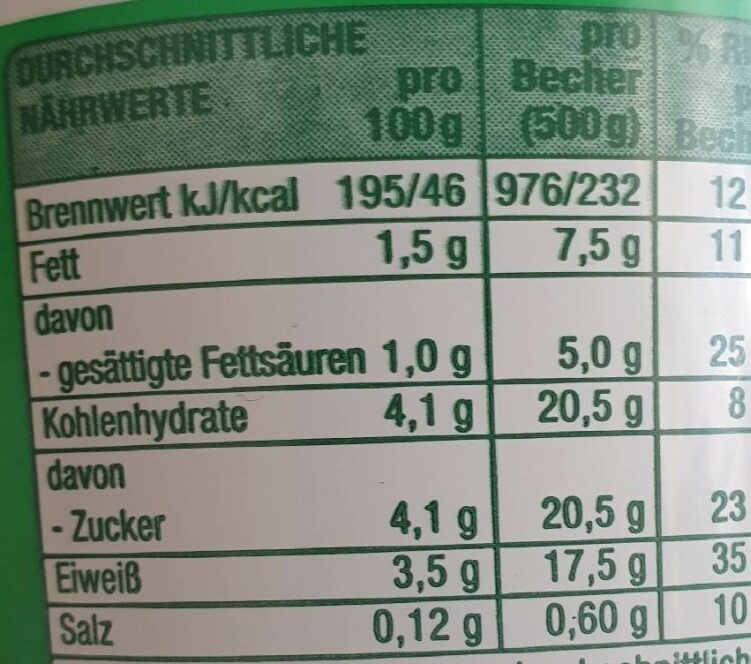 DURCHSCHNITTLICHE NÄHRWERTE pro 100g pro Becher (500g) %
Brennwert kJ/kcal 195/46 976/232 12
Fett 1,5 g 7,5 g 11
davon
- gesättigte Fettsäuren 1,0 g 5,0 g 25
Kohlenhydrate 4,1 g 20,5 g 8
davon
- Zucker 4,1 g 20,5 g 23
Eiweiß 3,5 g 17,5 g 35
Salz 0,12 g 0,60 g 10